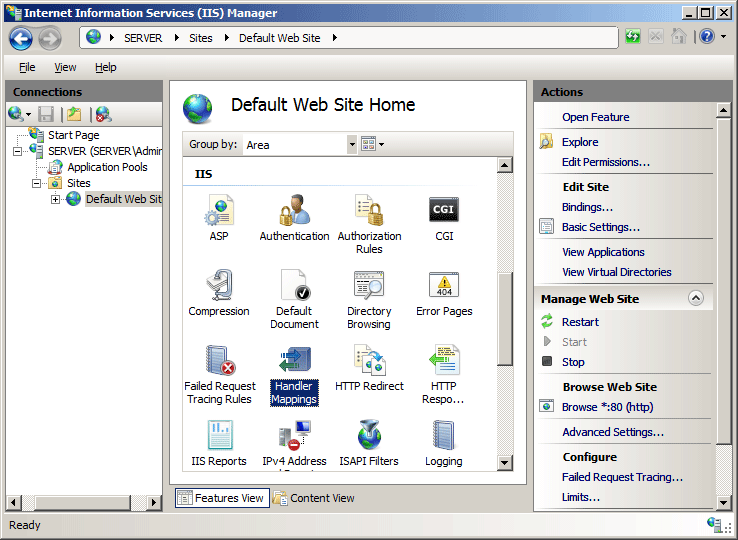 Internet Information Services (IIS) Manager
SERVER Sites Default Web Site
File View Help
Connections
Start Page
SERVER (SERVER\Admir
Application Pools
Sites
Default Web Sit
Default Web Site Home
Group by: Area
IIS
ASP
Authentication
Authorization
Rules
CGI
CGI
Compression
Default
Document
Directory
Browsing
404
Error Pages
Failed Request
Tracing Rules
Handler
Mappings
HTTP Redirect
HTTP
Respo...
IIS Reports
IPv4 Address
ISAPI Filters
Logging
Features View
Content View
Actions
Open Feature
Explore
Edit Permissions...
Edit Site
Bindings...
Basic Settings...
View Applications
View Virtual Directories
Manage Web Site
Restart
Start
Stop
Browse Web Site
Browse *:80 (http)
Advanced Settings...
Configure
Failed Request Tracing...
Limits...
Ready